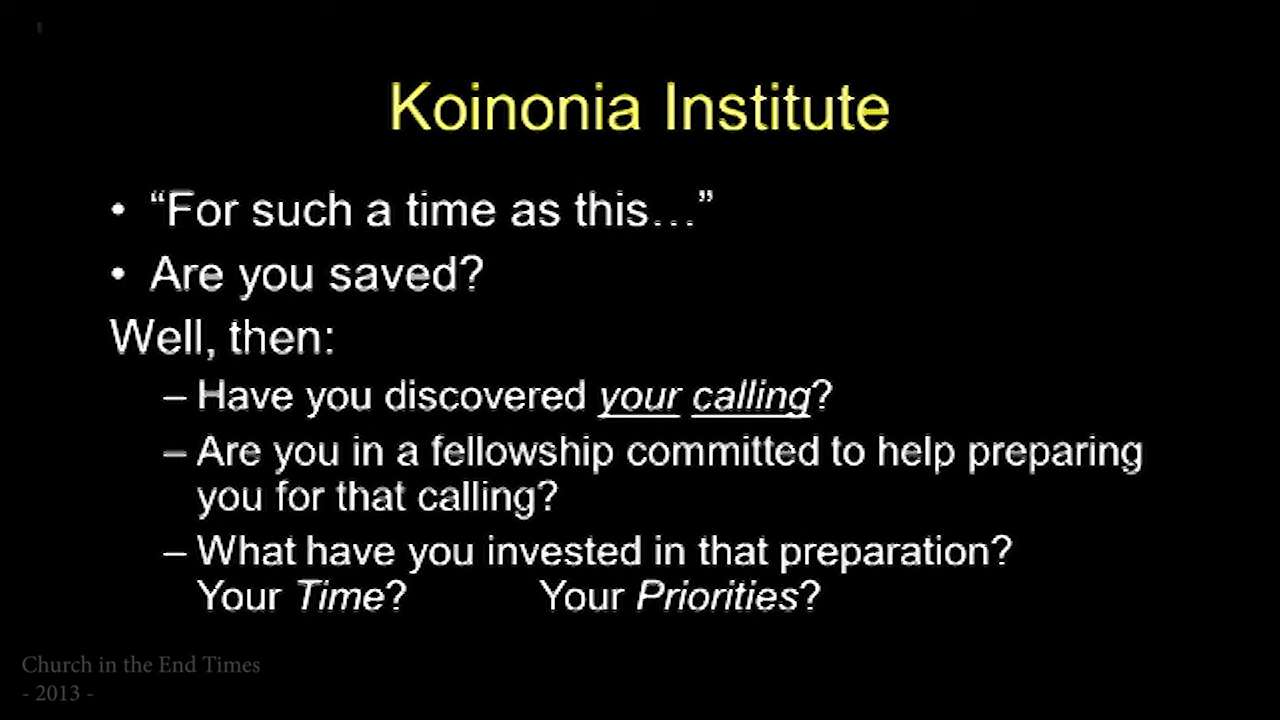 Koinonia Institute
• “For such a time as this…”
• Are you saved?
Well, then:
– Have you discovered your calling?
– Are you in a fellowship committed to help preparing
you for that calling?
– What have you invested in that preparation?
Your Time? Your Priorities?
Church in the End Times
- 2013 -